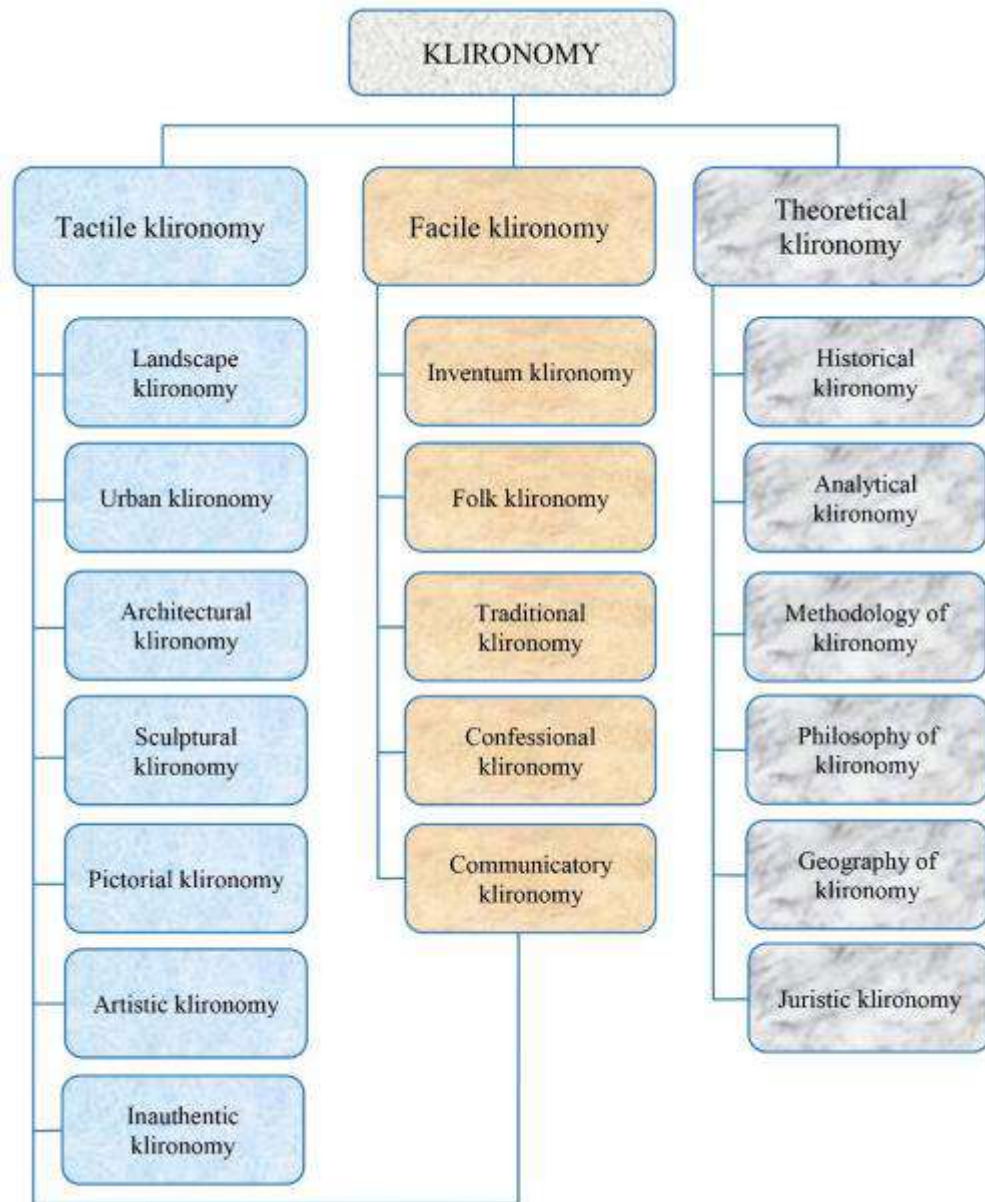 KLIRONOMY
Tactile klironomy
Landscape
klironomy
Urban klironomy
Architectural
klironomy
Sculptural
klironomy
Pictorial klironomy
Artistic klironomy
Inauthentic
klironomy
Facile klironomy
Inventum klironomy
Folk klironomy
Traditional
klironomy
Confessional
klironomy
Communicatory
klironomy
Theoretical
klironomy
Historical
klironomy
Analytical
klironomy
Methodology of
klironomy
Philosophy of
klironomy
Geography of
klironomy
Juristic klironomy